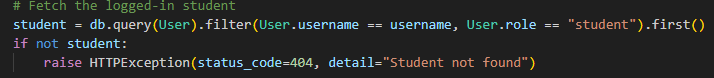 # Fetch the logged-in student
student = db.query(User).filter(User.username == username, User.role == "student").first()
if not student:
    raise HTTPException(status_code=404, detail="Student not found")